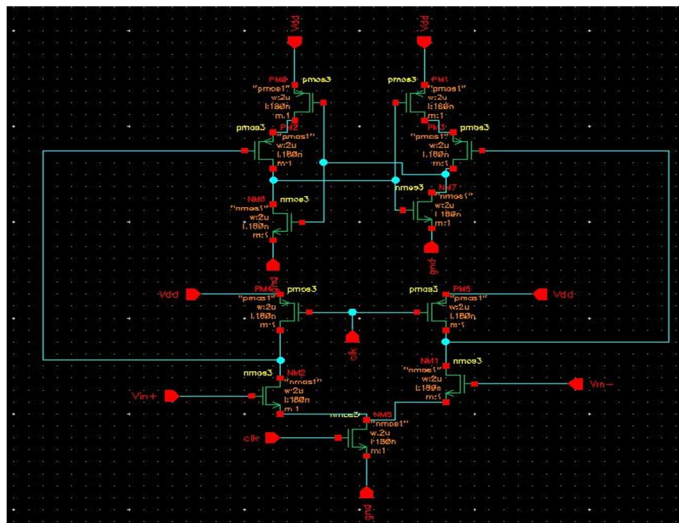 Vdd
Vdd
PM0
pmos3
"pmos1"
w:2u
l:180n
m:1
pmos3
PM1
"pmos1"
w:2u
l:180n
m:1
pmos3
PM2
"pmos1"
w:2u
l:180n
m:1
pmos3
"pmos1"
w:2u
l:180n
m:1
nmos3
"nmos1"
w:2u
l:180n
m:1
gnd
NM7
nmos3
"nmos1"
w:2u
l:180n
m:1
gnd
Vdd
pmos3
"pmos1"
w:2u
l:180n
m:1
clk
PM5
pmos3
"pmos1"
w:2u
l:180n
m:1
Vdd
nmos3
NM2
"nmos1"
w:2u
l:180n
m:1
Vin+
NM1
nmos3
"nmos1"
w:2u
l:180n
m:1
Vin-
nmos3
"nmos1"
w:2u
l:180n
m:1
clk
gnd